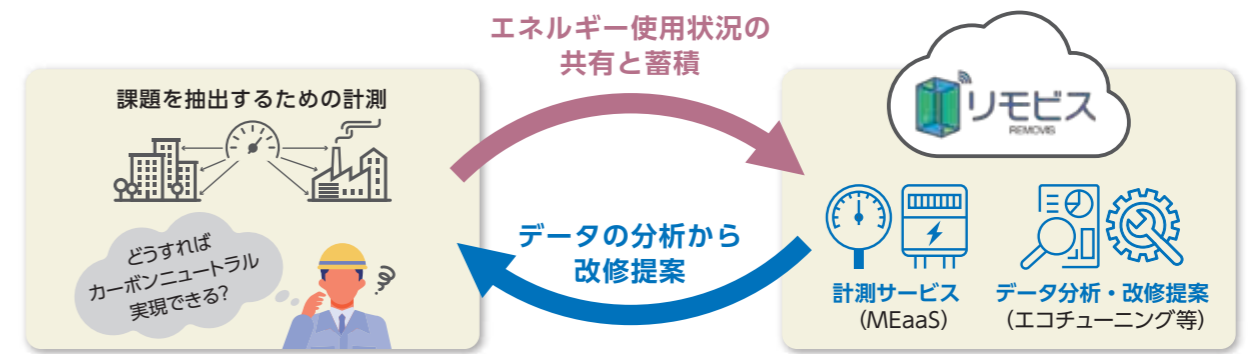 エネルギー使用状況の
共有と蓄積
課題を抽出するための計測
どうすれば
カーボンニュートラル
実現できる?
データの分析から
改修提案
リモビス
REMOVIS
計測サービス
(MEaaS)
データ分析・改修提案
(エコチューニング等)